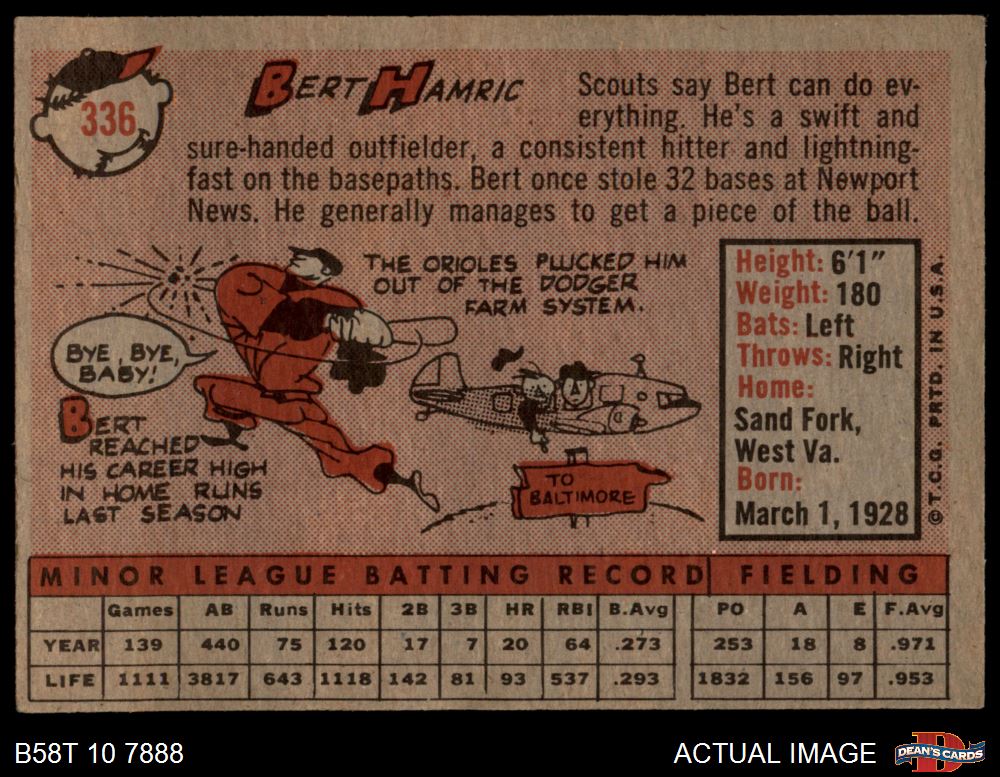 336
BERT HAMRIC
Scouts say Bert can do ev-
erything. He's a swift and
sure-handed outfielder, a consistent hitter and lightning-
fast on the basepaths. Bert once stole 32 bases at Newport
News. He generally manages to get a piece of the ball.
THE ORIOLES PLUCKED HIM
OUT OF THE DODGER
FARM SYSTEM.
BYE, BYE,
BABY!
BERT
REACHED
HIS CAREER HIGH
IN HOME RUNS
LAST SEASON
TO
BALTIMORE
Height: 6'1"
Weight: 180
Bats: Left
Throws: Right
Home:
Sand Fork,
West Va.
Born:
March 1, 1928
© T.C.G. PRTD. IN U.S.A.
MINOR LEAGUE BATTING RECORD FIELDING
Games AB Runs Hits 2B 3B HR RBI B.Avg PO A E F.Avg
YEAR 139 440 75 120 17 7 20 64 .273 253 18 8 .971
LIFE 1111 3817 643 1118 142 81 93 537 .293 1832 156 97 .953
B58T 10 7888
ACTUAL IMAGE
D
DEAN'S CARDS